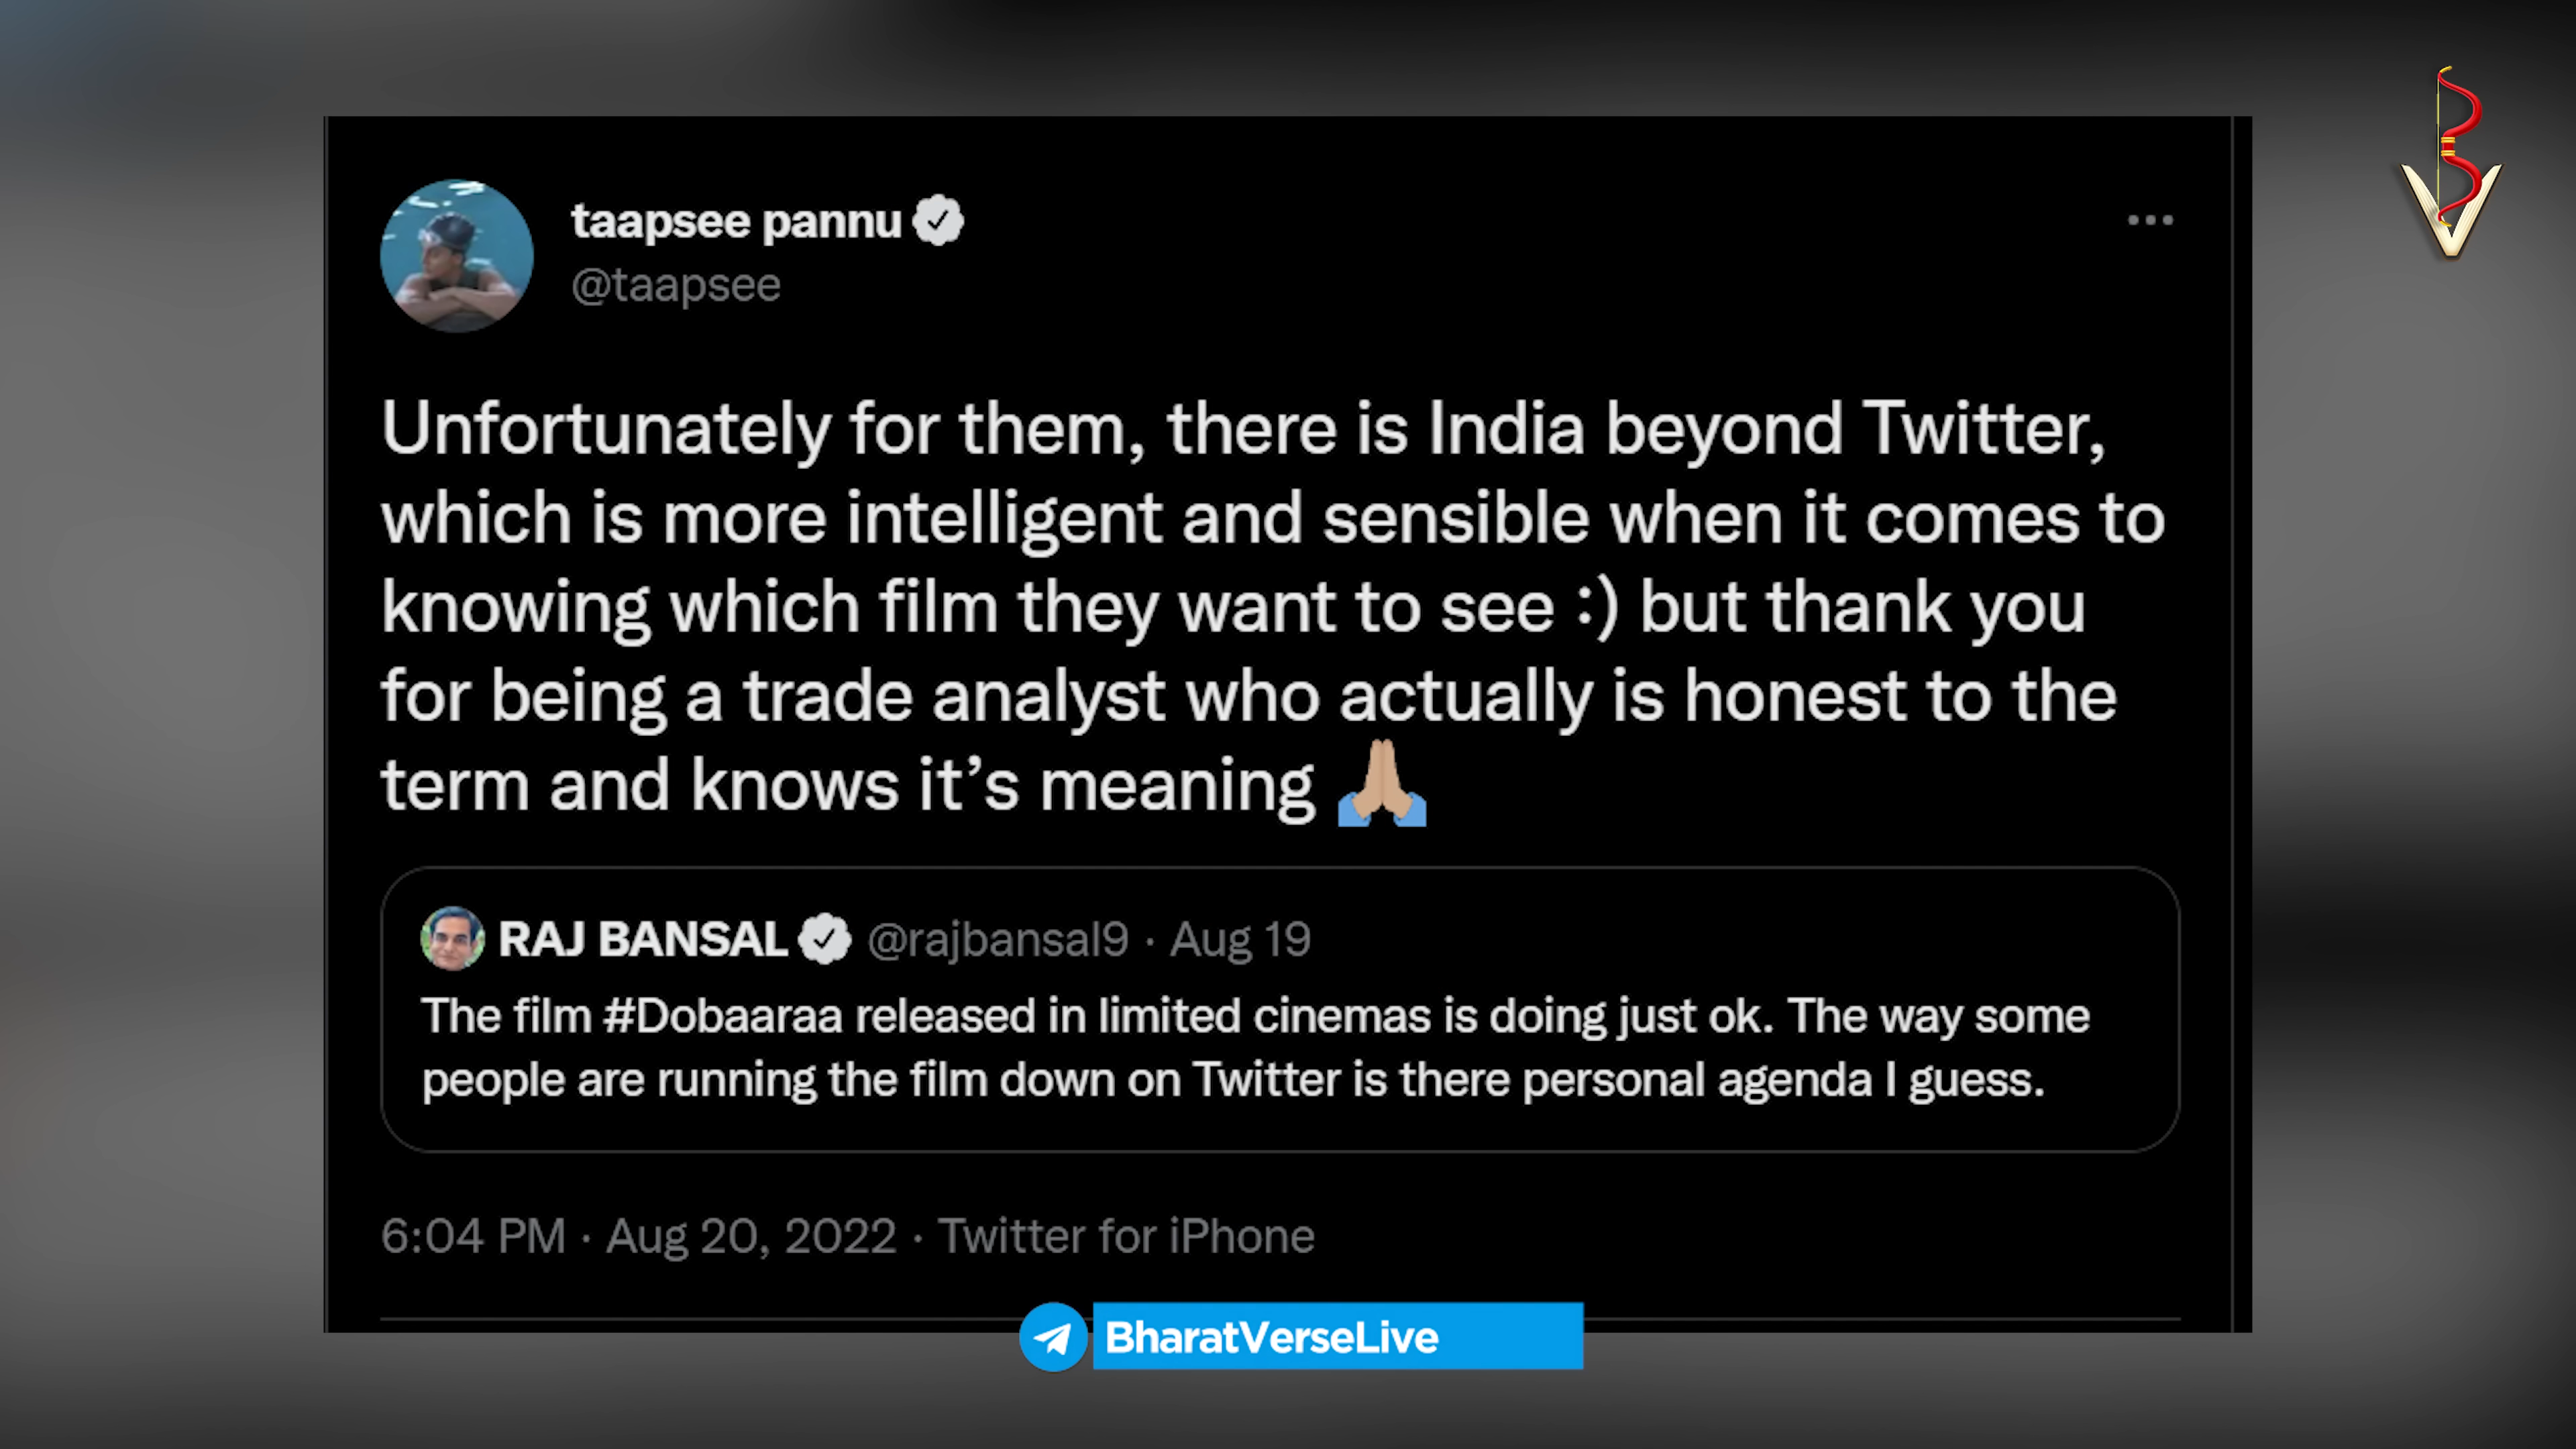 taapsee pannu
@taapsee
Unfortunately for them, there is India beyond Twitter,
which is more intelligent and sensible when it comes to
knowing which film they want to see :) but thank you
for being a trade analyst who actually is honest to the
term and knows it’s meaning 🙏🏼
RAJ BANSAL @rajbansal9 · Aug 19
The film #Dobaaraa released in limited cinemas is doing just ok. The way some
people are running the film down on Twitter is there personal agenda I guess.
6:04 PM · Aug 20, 2022 · Twitter for iPhone
BharatVerseLive